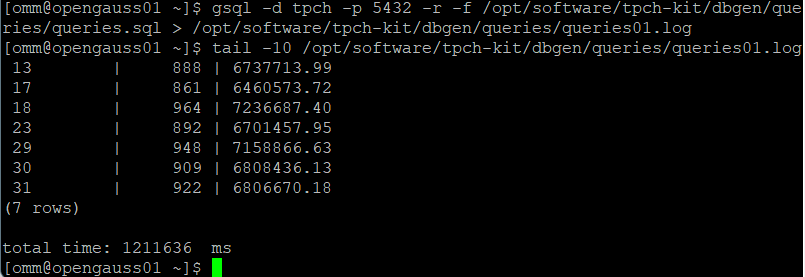 [omm@opengauss01 ~]$ gsql -d tpch -p 5432 -r -f /opt/software/tpch-kit/dbgen/que
ries/queries.sql > /opt/software/tpch-kit/dbgen/queries/queries01.log
[omm@opengauss01 ~]$ tail -10 /opt/software/tpch-kit/dbgen/queries/queries01.log
 13         |      888 | 6737713.99
 17         |      861 | 6460573.72
 18         |      964 | 7236687.40
 23         |      892 | 6701457.95
 29         |      948 | 7158866.63
 30         |      909 | 6808436.13
 31         |      922 | 6806670.18
(7 rows)

total time: 1211636  ms
[omm@opengauss01 ~]$